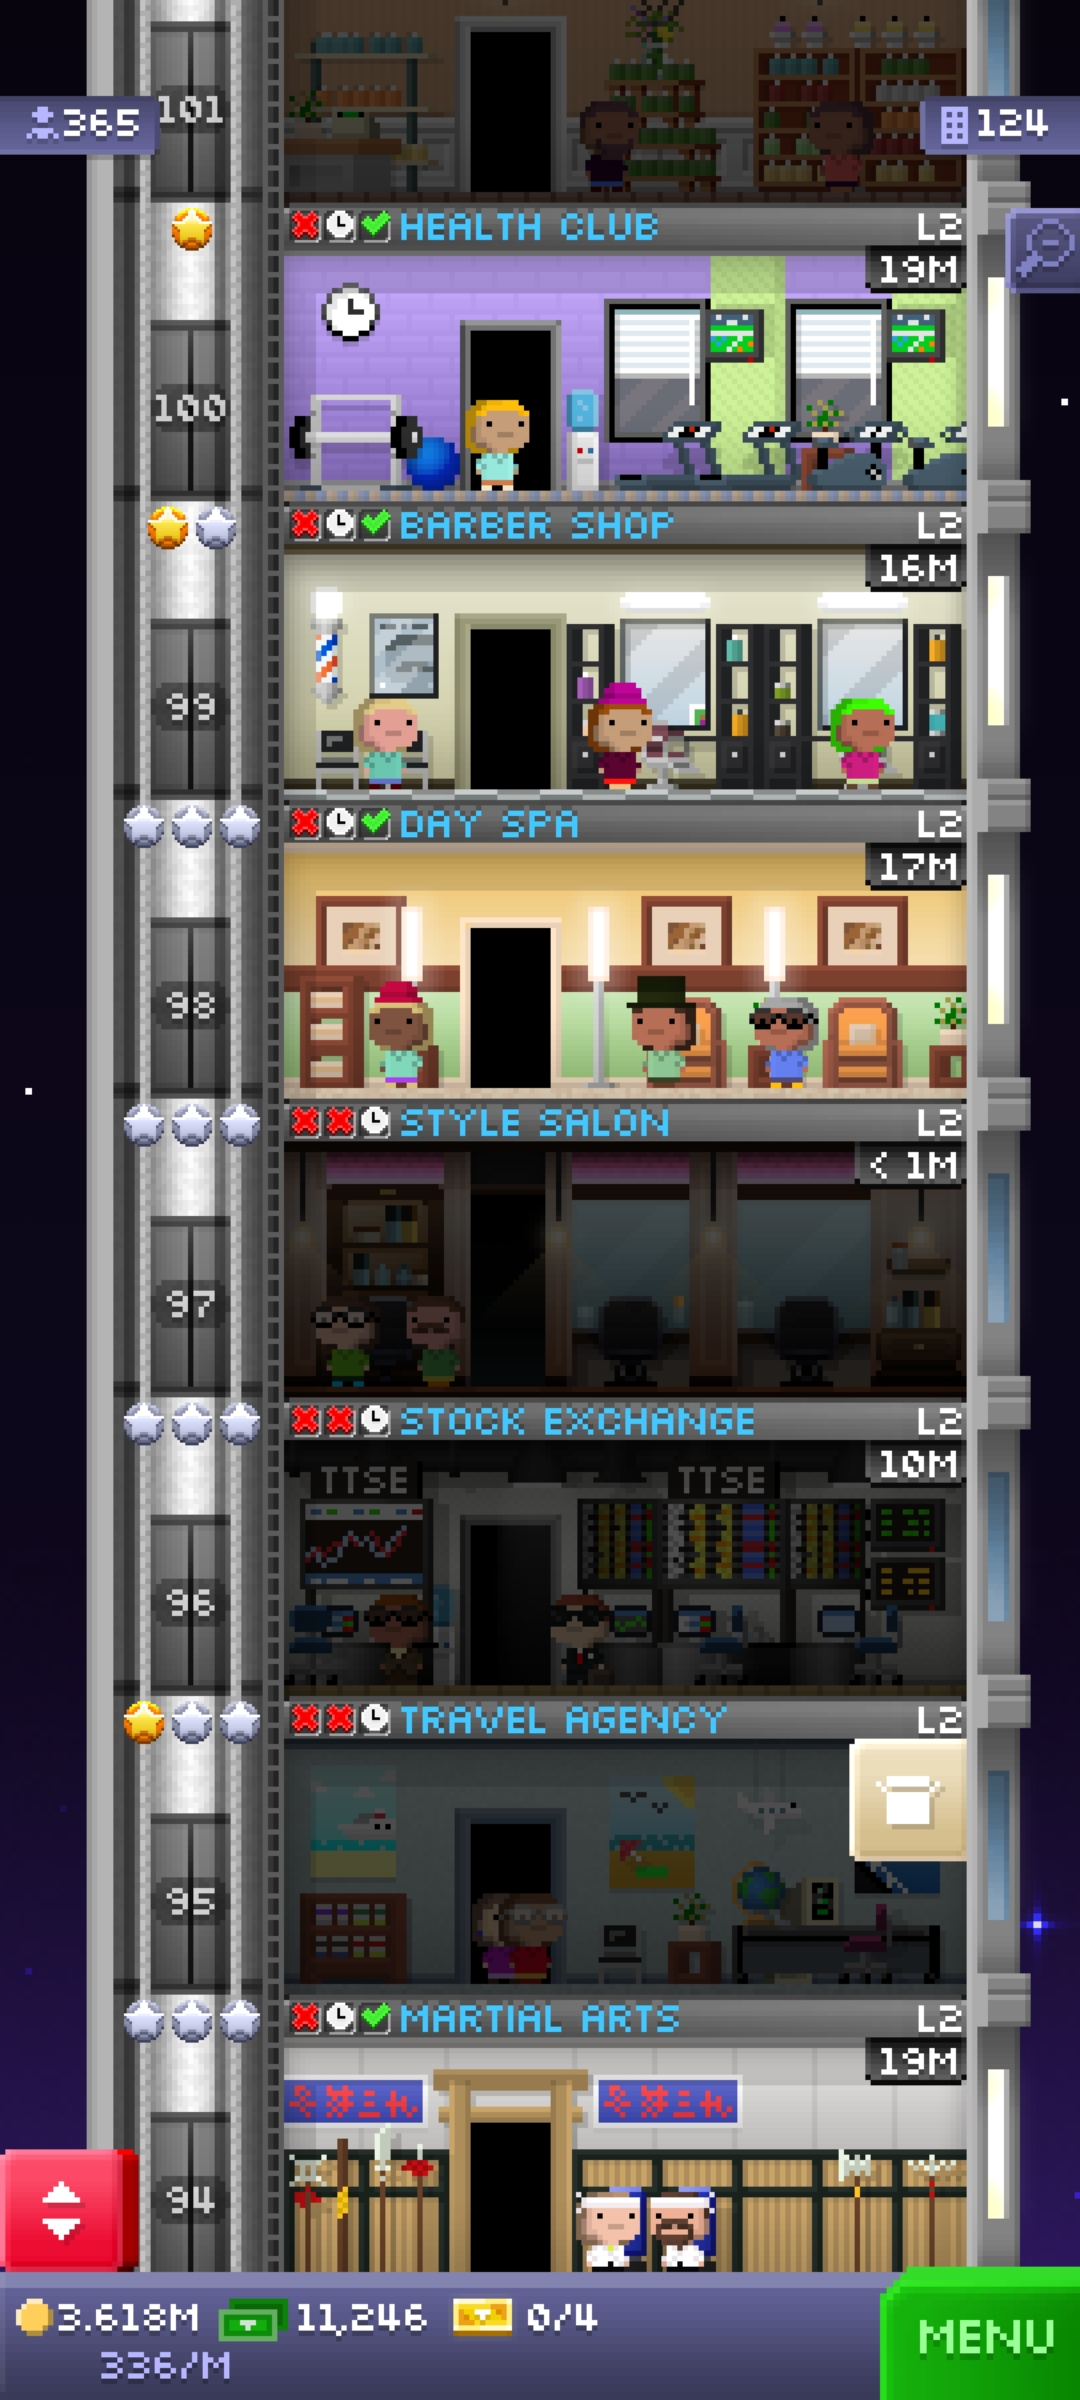 101
365
124
HEALTH CLUB L2
19M
100
BARBER SHOP L2
16M
99
DAY SPA L2
17M
98
STYLE SALON L2
< 1M
97
STOCK EXCHANGE L2
10M
TTSE TTSE
96
TRAVEL AGENCY L2
95
MARTIAL ARTS L2
19M
94
3.618M 11,246 0/4
336/M
MENU